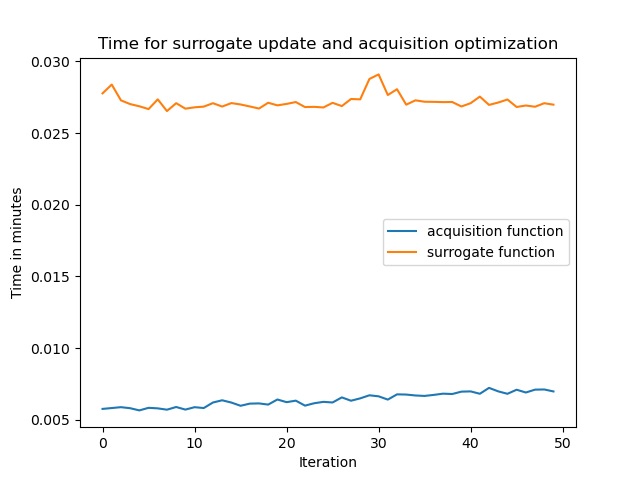 Time for surrogate update and acquisition optimization
0.030
0.025
0.020
0.015
0.010
0.005
Time in minutes
acquisition function
surrogate function
0 10 20 30 40 50
Iteration